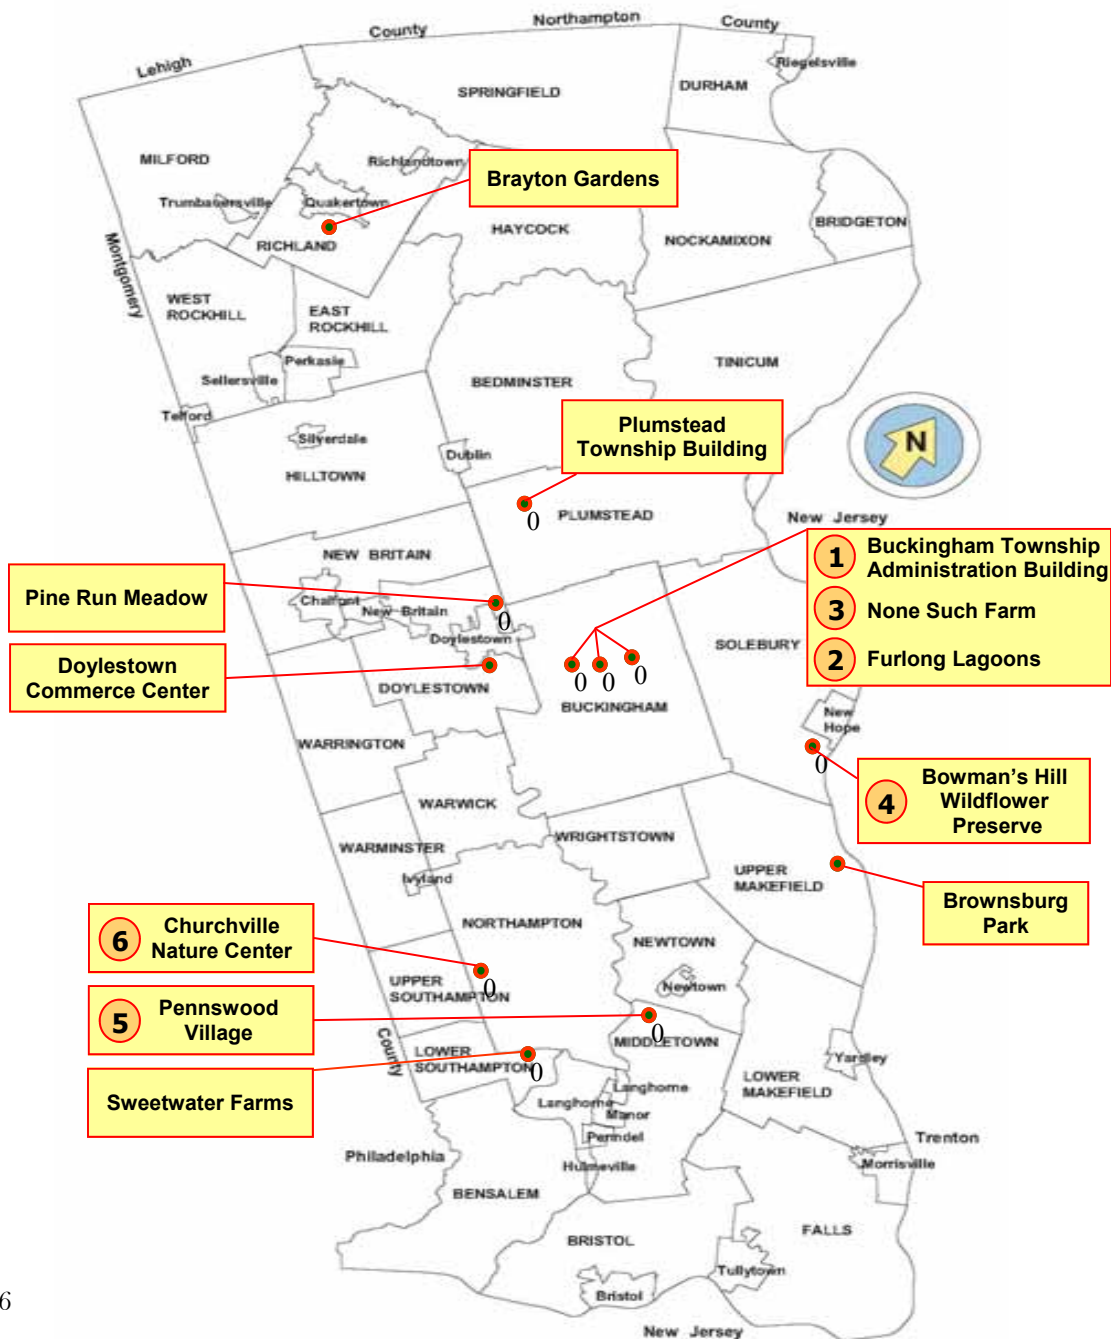 Northampton
County
County
Lehigh
Riegelsville
DURHAM
SPRINGFIELD
MILFORD
Richlandtown
Brayton Gardens
Trumbauersville
Quakertown
BRIDGETON
HAYCOCK
NOCKAMIXON
RICHLAND
Montgomery
WEST
ROCKHILL
EAST
ROCKHILL
Perkasie
TINICUM
Sellersville
BEDMINSTER
Telford
Plumstead
Township Building
N
Silverdale
Dublin
HILLTOWN
0
PLUMSTEAD
New Jersey
NEW BRITAIN
1 Buckingham Township
Administration Building
3 None Such Farm
2 Furlong Lagoons
Pine Run Meadow
Chalfont
New Britain
0
Doylestown
SOLEBURY
Doylestown
Commerce Center
0
0
0
DOYLESTOWN
BUCKINGHAM
New
Hope
WARRINGTON
0
4 Bowman's Hill
Wildflower
Preserve
WARWICK
WARMINSTER
WRIGHTSTOWN
Ivyland
UPPER
MAKEFIELD
Brownsburg
Park
6 Churchville
Nature Center
NORTHAMPTON
NEWTOWN
UPPER
SOUTHAMPTON
0
Newtown
5 Pennswood
Village
0
MIDDLETOWN
County
LOWER
SOUTHAMPTON
0
Yardley
LOWER
MAKEFIELD
Sweetwater Farms
Langhorne
Langhorne
Manor
Penndel
Hulmeville
Trenton
Morrisville
Philadelphia
BENSALEM
FALLS
BRISTOL
Tullytown
Bristol
6
New Jersey